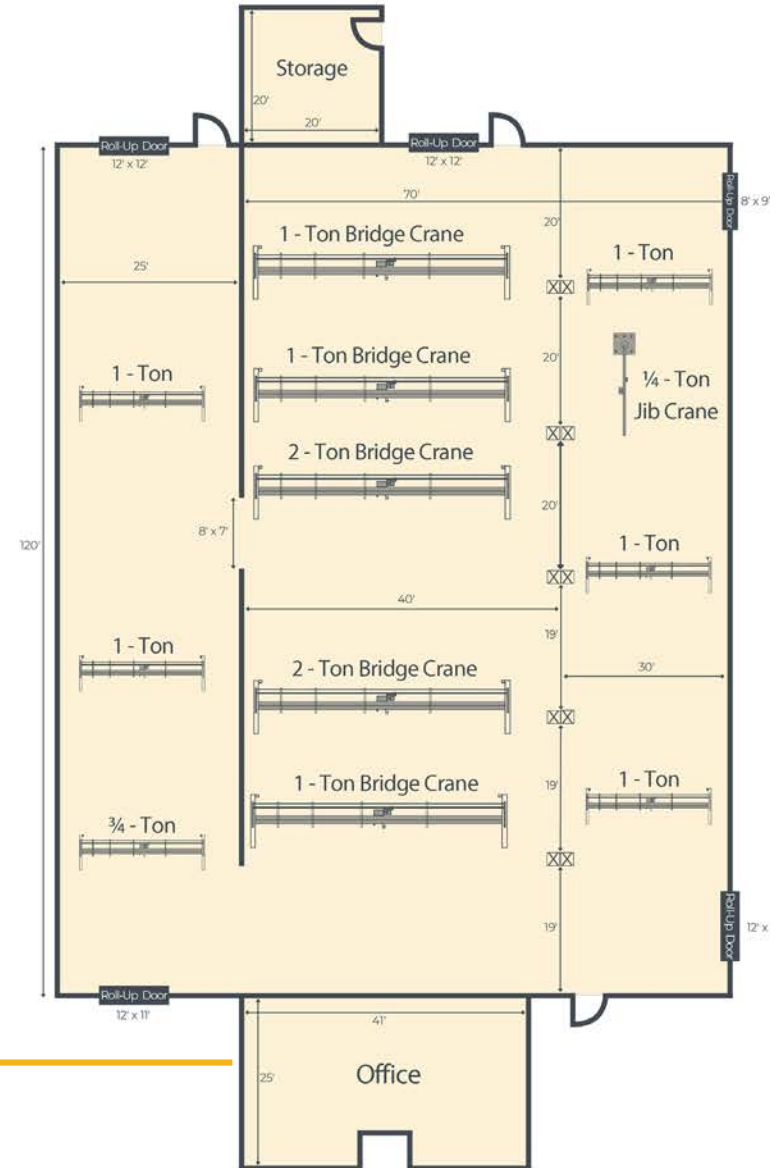 Storage
20'
20'
Roll-Up Door
12' x 12'
Roll-Up Door
12' x 12'
70'
Roll-Up Door
8' x 9'
20'
1 - Ton Bridge Crane
1 - Ton
25'
1 - Ton Bridge Crane
20'
¼ - Ton
Jib Crane
1 - Ton
2 - Ton Bridge Crane
20'
8' x 7'
120'
1 - Ton
40'
19'
1 - Ton
2 - Ton Bridge Crane
30'
1 - Ton Bridge Crane
19'
1 - Ton
¾ - Ton
19'
Roll-Up Door
12' x
Roll-Up Door
12' x 11'
41'
25'
Office